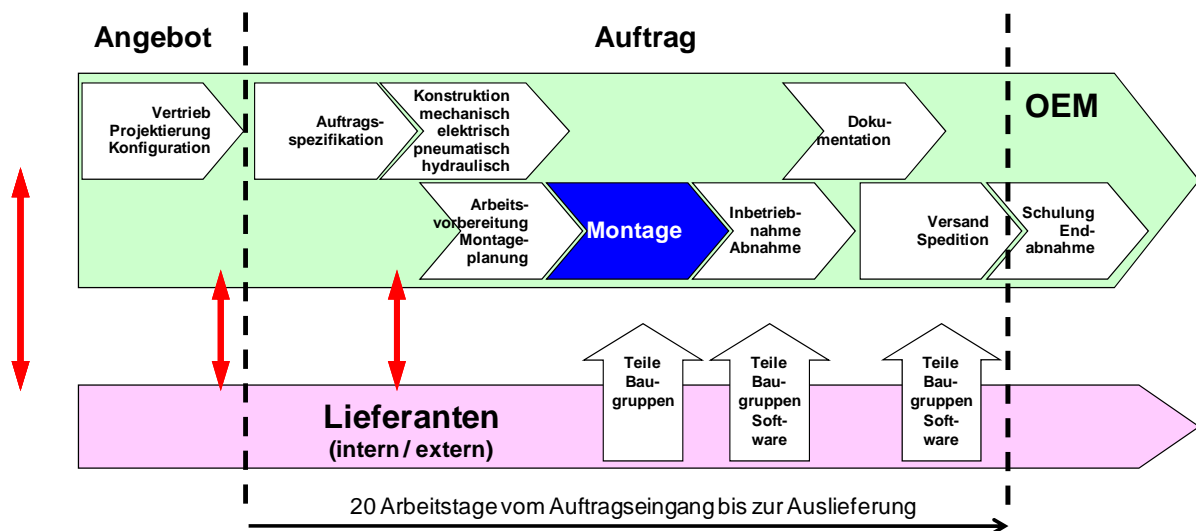 Angebot
Auftrag
OEM
Vertrieb
Projektierung
Konfiguration
Auftrags-
spezifikation
Konstruktion
mechanisch
elektrisch
pneumatisch
hydraulisch
Doku-
mentation
Arbeits-
vorbereitung
Montage-
planung
Montage
Inbetrieb-
nahme
Abnahme
Versand
Spedition
Schulung
End-
abnahme
Teile
Bau-
gruppen
Teile
Bau-
gruppen
Soft-
ware
Teile
Bau-
gruppen
Soft-
ware
Lieferanten
(intern / extern)
20 Arbeitstage vom Auftragseingang bis zur Auslieferung